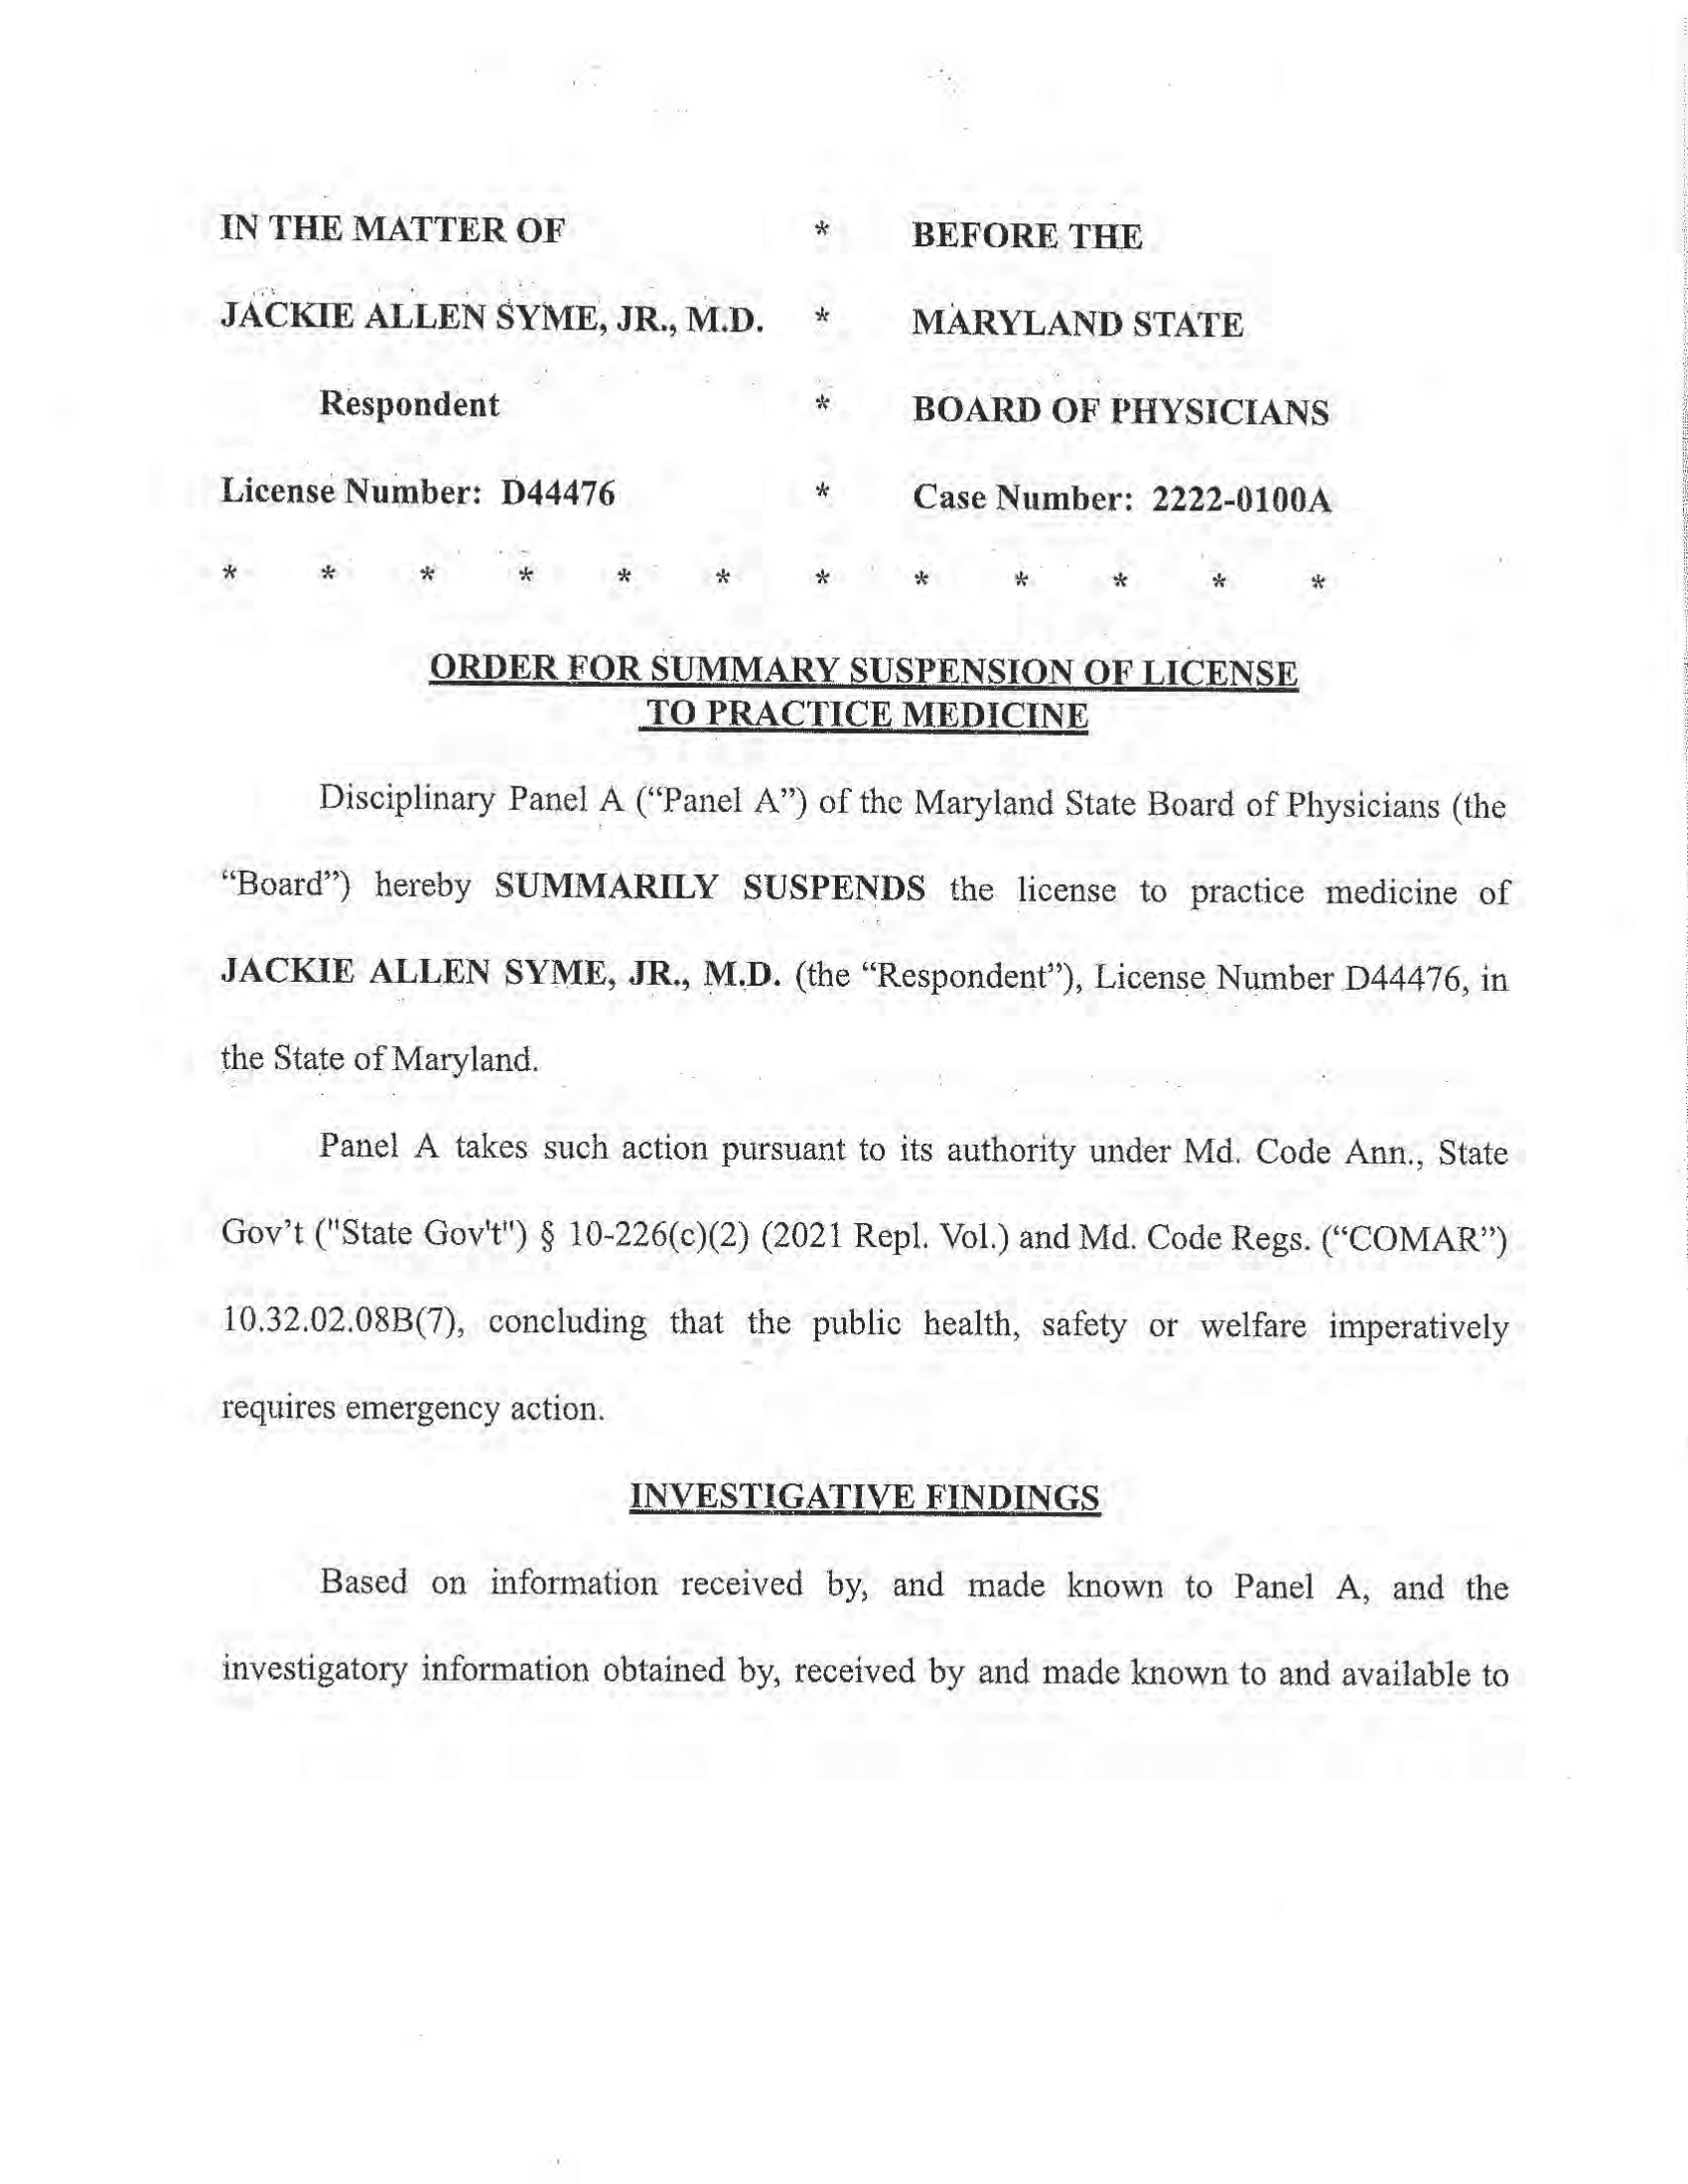 IN THE MATTER OF * BEFORE THE
JACKIE ALLEN SYME, JR., M.D. * MARYLAND STATE
Respondent * BOARD OF PHYSICIANS
License Number: D44476 * Case Number: 2222-0100A
* * * * * * * * * * * *
ORDER FOR SUMMARY SUSPENSION OF LICENSE
TO PRACTICE MEDICINE
Disciplinary Panel A (“Panel A”) of the Maryland State Board of Physicians (the
“Board”) hereby SUMMARILY SUSPENDS the license to practice medicine of
JACKIE ALLEN SYME, JR., M.D. (the “Respondent”), License Number D44476, in
the State of Maryland.
Panel A takes such action pursuant to its authority under Md. Code Ann., State
Gov’t ("State Gov't") § 10-226(c)(2) (2021 Repl. Vol.) and Md. Code Regs. (“COMAR”)
10.32.02.08B(7), concluding that the public health, safety or welfare imperatively
requires emergency action.
INVESTIGATIVE FINDINGS
Based on information received by, and made known to Panel A, and the
investigatory information obtained by, received by and made known to and available to